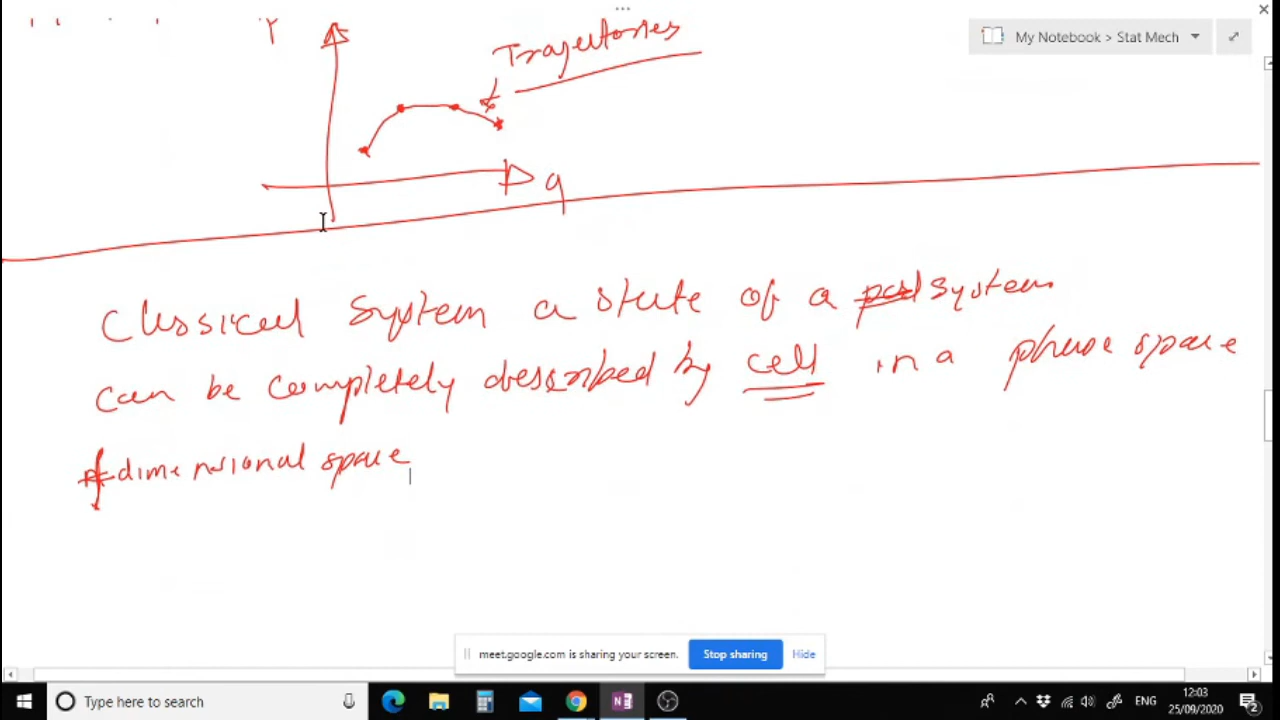 ...
My Notebook > Stat Mech
Trajectories
q
Classical System a state of a system
can be completely described by cell in a phase space
f dimensional space
meet.google.com is sharing your screen. Stop sharing Hide
Type here to search
ENG
12:03
25/09/2020
2